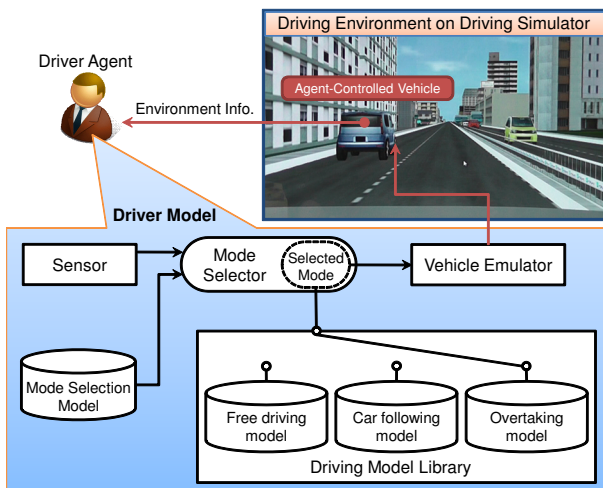 Driving Environment on Driving Simulator
Driver Agent
Agent-Controlled Vehicle
Environment Info.
Driver Model
Sensor
Mode
Selector
Selected
Mode
Vehicle Emulator
Mode Selection
Model
Free driving
model
Car following
model
Overtaking
model
Driving Model Library